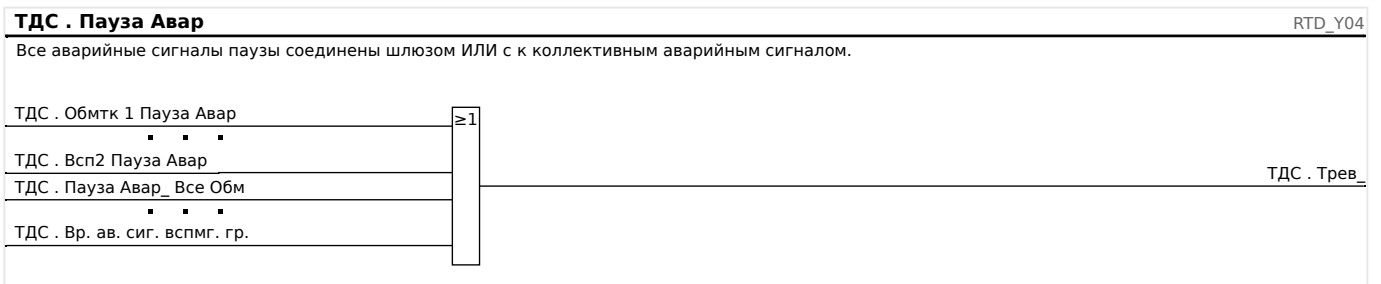 ТДС . Пауза Авар
RTD_Y04
Все аварийные сигналы паузы соединены шлюзом ИЛИ с к коллективным аварийным сигналом.
ТДС . Обмтк 1 Пауза Авар
≥1
ТДС . Всп2 Пауза Авар
ТДС . Трев_
ТДС . Пауза Авар_ Все Обм
ТДС . Вр. ав. сиг. вспмг. гр.